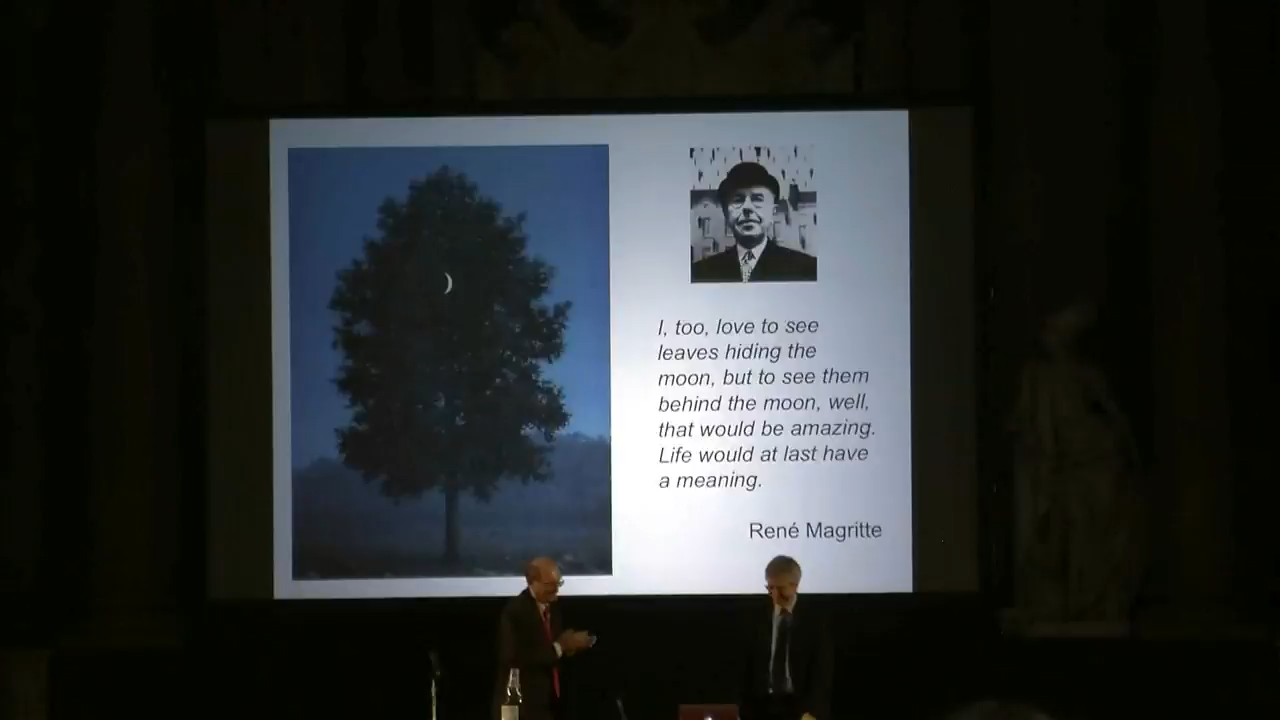 I, too, love to see
leaves hiding the
moon, but to see them
behind the moon, well,
that would be amazing.
Life would at last have
a meaning.
René Magritte